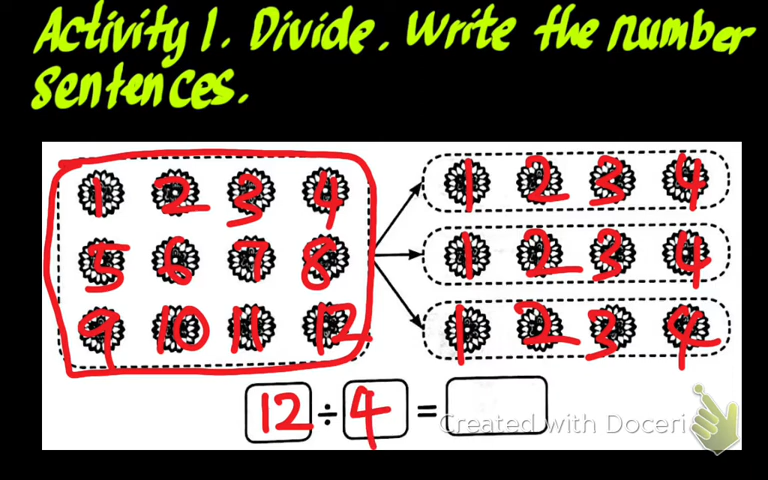 Activity 1. Divide. Write the number
sentences.
1 2 3 4 1 2 3 4
5 6 7 8 1 2 3 4
9 10 11 12 1 2 3 4
12 ÷ 4 =
Created with Doceri